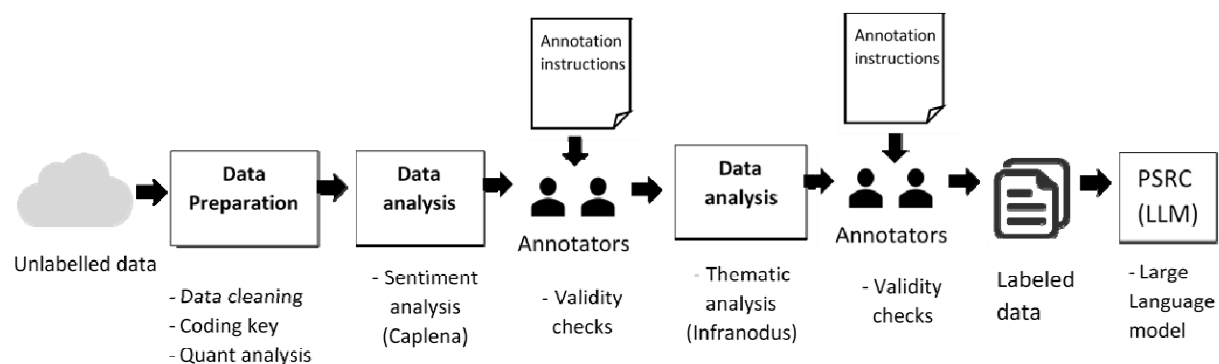 Annotation
instructions
Annotation
instructions
Data
Preparation
Data
analysis
Data
analysis
PSRC
(LLM)
Unlabelled data
Annotators
Annotators
Labeled
data
- Data cleaning
- Coding key
- Quant analysis
- Sentiment
analysis
(Caplena)
- Validity
checks
- Thematic
analysis
(Infranodus)
- Validity
checks
- Large
Language
model